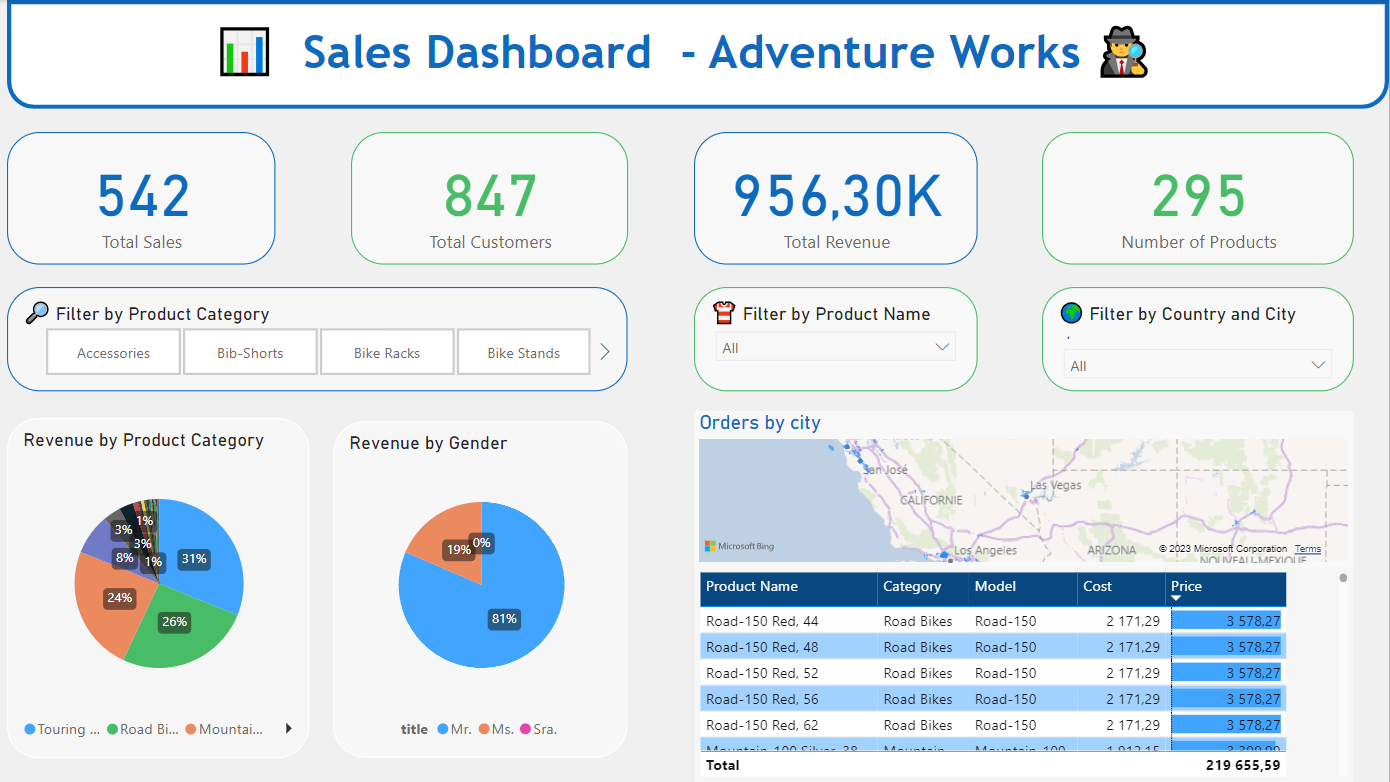 Sales Dashboard - Adventure Works
542
Total Sales
847
Total Customers
956,30K
Total Revenue
295
Number of Products
Filter by Product Category
Accessories
Bib-Shorts
Bike Racks
Bike Stands
Filter by Product Name
All
Filter by Country and City
,
All
Revenue by Product Category
31%
26%
24%
8%
3%
3%
1%
1%
Touring ... Road Bi... Mountai...
Revenue by Gender
19%
0%
81%
title Mr. Ms. Sra.
Orders by city
San José
Las Vegas
CALIFORNIE
Los Angeles
ARIZONA
NOUVEAU-MEXIQUE
Microsoft Bing
© 2023 Microsoft Corporation Terms
Product Name Category Model Cost Price
Road-150 Red, 44 Road Bikes Road-150 2 171,29 3 578,27
Road-150 Red, 48 Road Bikes Road-150 2 171,29 3 578,27
Road-150 Red, 52 Road Bikes Road-150 2 171,29 3 578,27
Road-150 Red, 56 Road Bikes Road-150 2 171,29 3 578,27
Road-150 Red, 62 Road Bikes Road-150 2 171,29 3 578,27
Mountain-100 Silver, 38 Mountain Mountain-100
Total 219 655,59